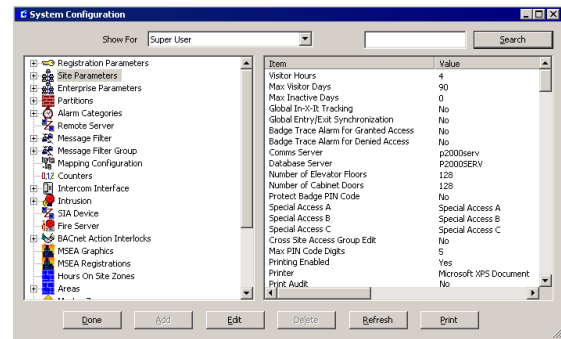 System Configuration
Show For Super User Search
Registration Parameters
Site Parameters
Enterprise Parameters
Partitions
Alarm Categories
Remote Server
Message Filter
Message Filter Group
Mapping Configuration
0,1,2 Counters
Intercom Interface
Intrusion
SIA Device
Fire Server
BACnet Action Interlocks
MSEA Graphics
MSEA Registrations
Hours On Site Zones
Areas
Item Value
Visitor Hours 4
Max Visitor Days 90
Max Inactive Days 0
Global In-X-It Tracking No
Global Entry/Exit Synchronization No
Badge Trace Alarm for Granted Access No
Badge Trace Alarm for Denied Access No
Comms Server p2000serv
Database Server P2000SERV
Number of Elevator Floors 128
Number of Cabinet Doors 128
Protect Badge PIN Code No
Special Access A Special Access A
Special Access B Special Access B
Special Access C Special Access C
Cross Site Access Group Edit No
Max PIN Code Digits 5
Printing Enabled Yes
Printer Microsoft XPS Document
Print Audit No
Done Add Edit Delete Refresh Print